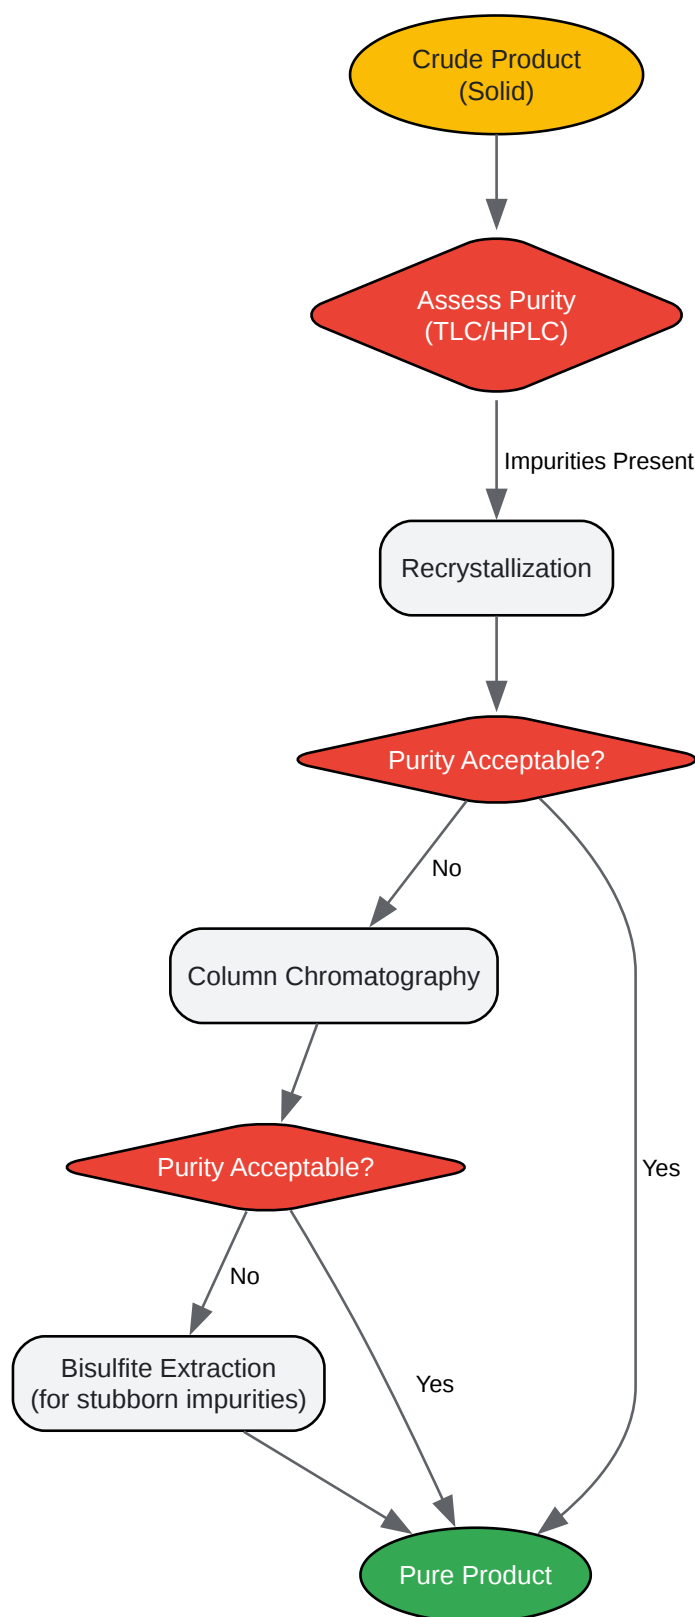 Crude Product
(Solid)
Assess Purity
(TLC/HPLC)
Impurities Present
Recrystallization
Purity Acceptable?
No
Column Chromatography
Purity Acceptable?
Yes
No
Bisulfite Extraction
(for stubborn impurities)
Yes
Pure Product